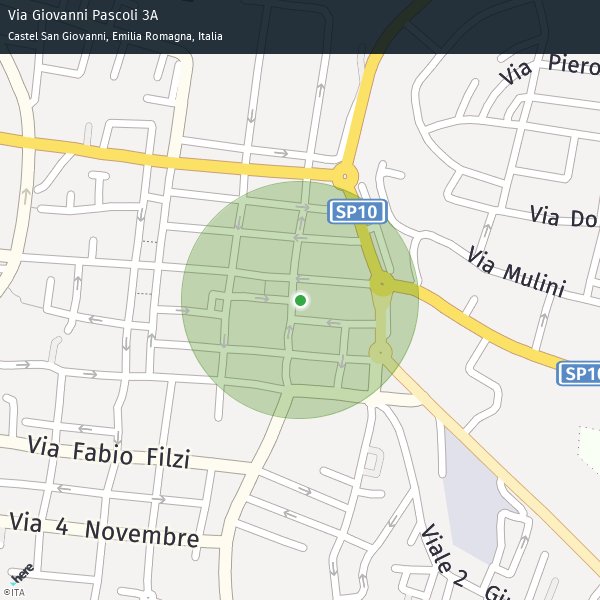 Via Giovanni Pascoli 3A
Castel San Giovanni, Emilia Romagna, Italia
Via Piero
SP10
Via Do
Via Mulini
SP10
Via Fabio Filzi
Via 4 Novembre
Viale 2 Giu
here
©ITA